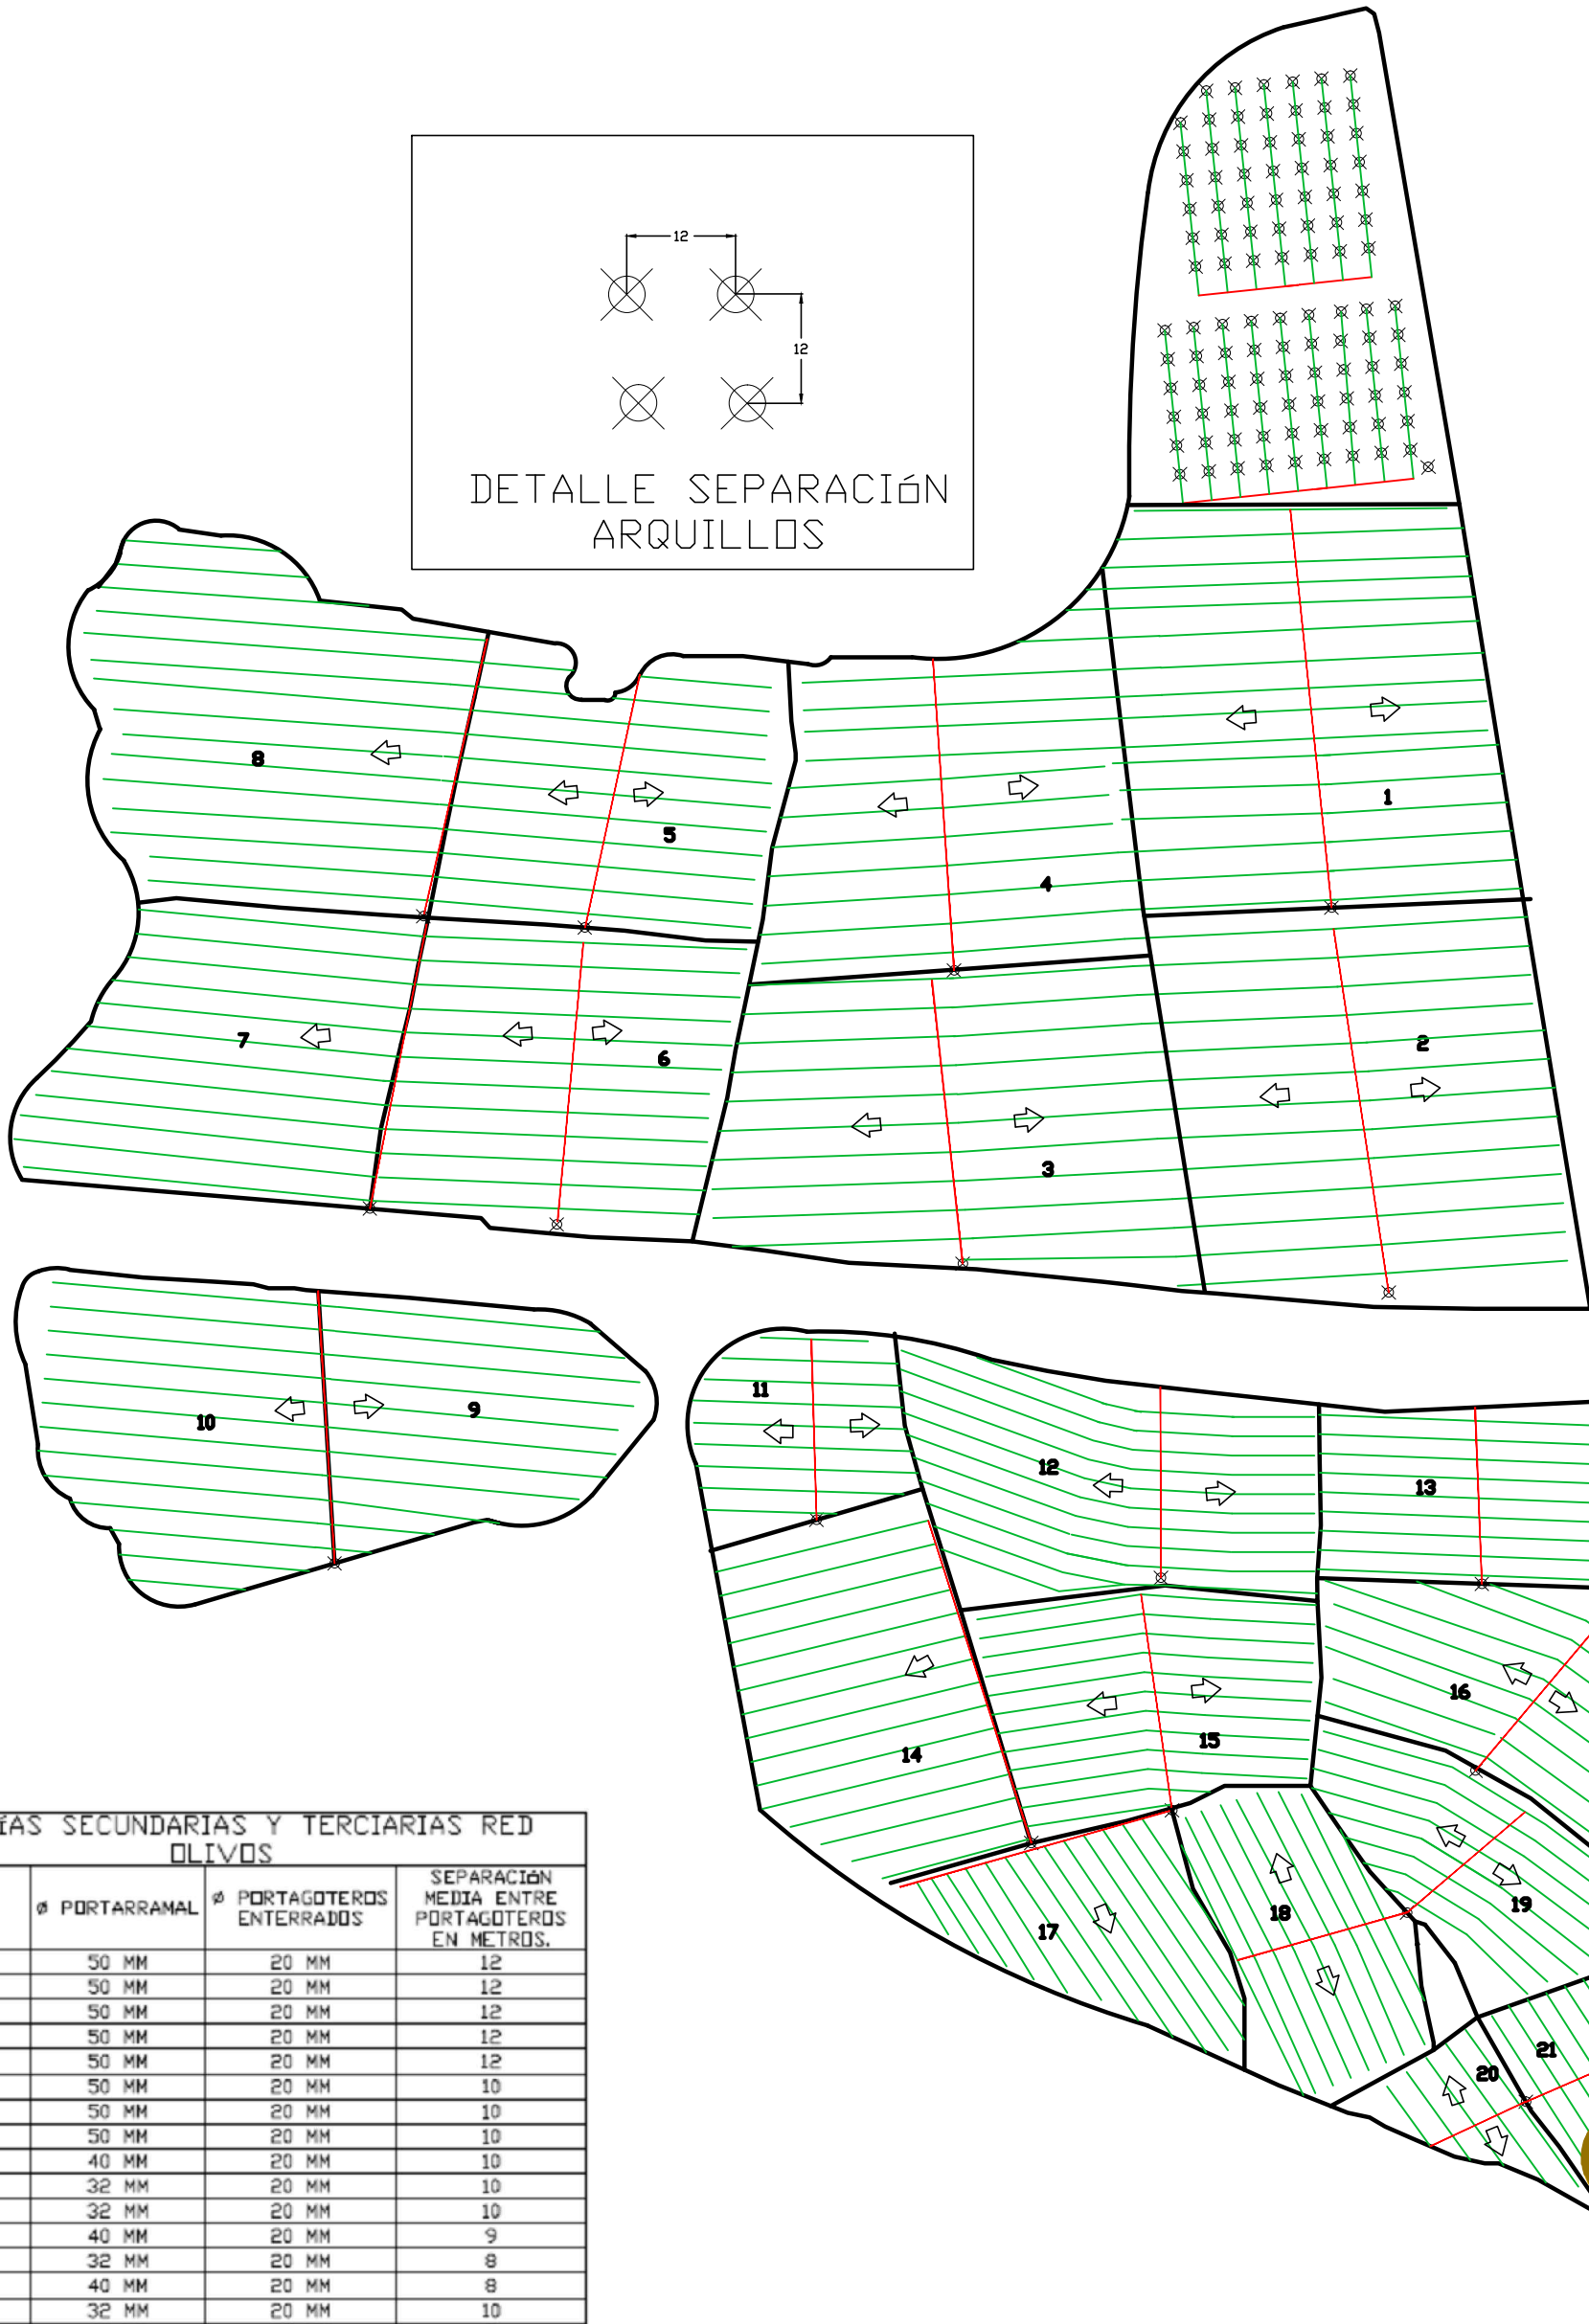 12
12
DETALLE SEPARACIóN
ARQUILLOS
8
5
1
4
7
6
2
3
10
9
11
12
13
14
15
16
17
18
19
20
21
ÍAS SECUNDARIAS Y TERCIARIAS RED
OLIVOS
Ø PORTARRAMAL
Ø PORTAGOTEROS
ENTERRADOS
SEPARACIóN
MEDIA ENTRE
PORTAGOTEROS
EN METROS.
50 MM 20 MM 12
50 MM 20 MM 12
50 MM 20 MM 12
50 MM 20 MM 12
50 MM 20 MM 12
50 MM 20 MM 10
50 MM 20 MM 10
50 MM 20 MM 10
40 MM 20 MM 10
32 MM 20 MM 10
32 MM 20 MM 10
40 MM 20 MM 9
32 MM 20 MM 8
40 MM 20 MM 8
32 MM 20 MM 10